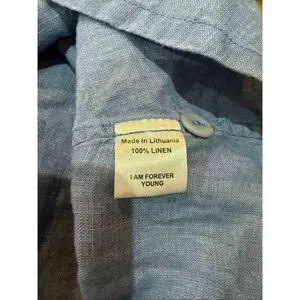 Made in Lithuania
100% LINEN
I AM FOREVER
YOUNG